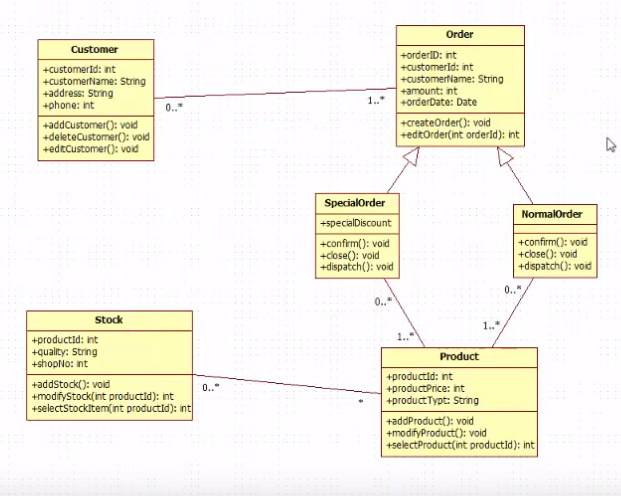 Customer
+customerId: int
+customerName: String
+address: String
+phone: int
+addCustomer(): void
+deleteCustomer(): void
+editCustomer(): void
0..*
1..*
Order
+orderID: int
+customerId: int
+customerName: String
+amount: int
+orderDate: Date
+createOrder(): void
+editOrder(int orderId): int
SpecialOrder
+specialDiscount
+confirm(): void
+close(): void
+dispatch(): void
0..*
1..*
NormalOrder
+confirm(): void
+close(): void
+dispatch(): void
0..*
1..*
Stock
+productId: int
+quality: String
+shopNo: int
+addStock(): void
+modifyStock(int productId): int
+selectStockItem(int productId): int
0..*
*
Product
+productId: int
+productPrice: int
+productTypt: String
+addProduct(): void
+modifyProduct(): void
+selectProduct(int productId): int